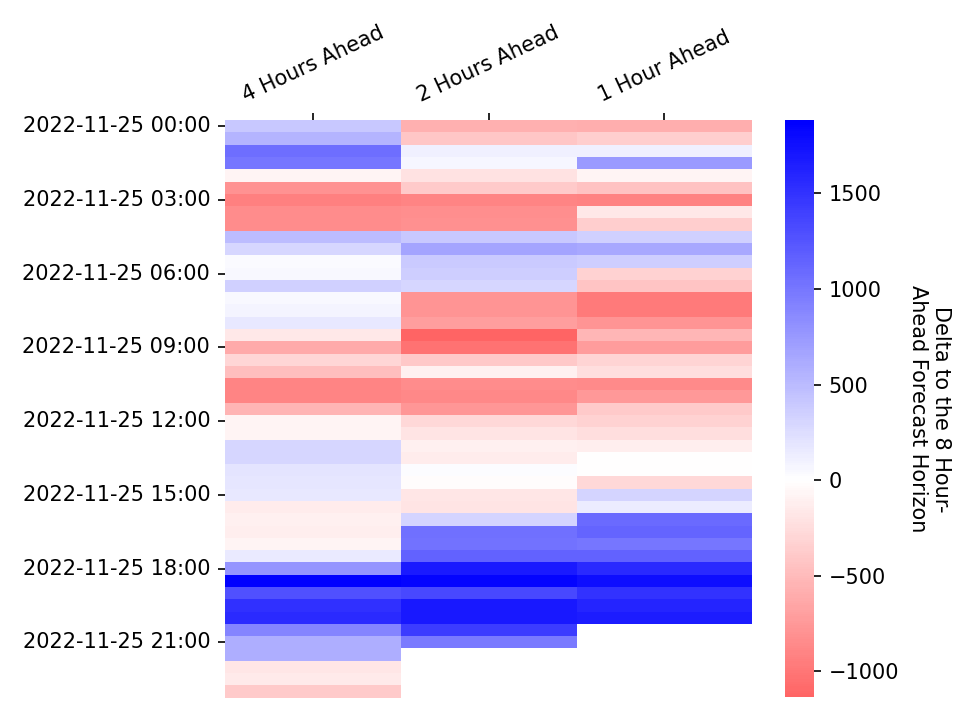 4 Hours Ahead
2 Hours Ahead
1 Hour Ahead
2022-11-25 00:00
2022-11-25 03:00
2022-11-25 06:00
2022-11-25 09:00
2022-11-25 12:00
2022-11-25 15:00
2022-11-25 18:00
2022-11-25 21:00
1500
1000
500
0
−500
−1000
Delta to the 8 Hour-
Ahead Forecast Horizon